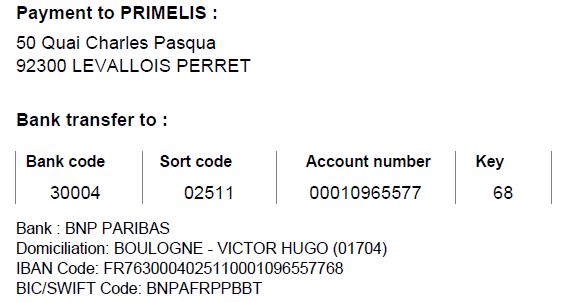 Payment to PRIMELIS :
50 Quai Charles Pasqua
92300 LEVALLOIS PERRET
Bank transfer to :
Bank code Sort code Account number Key
30004 02511 00010965577 68
Bank : BNP PARIBAS
Domiciliation: BOULOGNE - VICTOR HUGO (01704)
IBAN Code: FR7630004025110001096557768
BIC/SWIFT Code: BNPAFRPPBBT